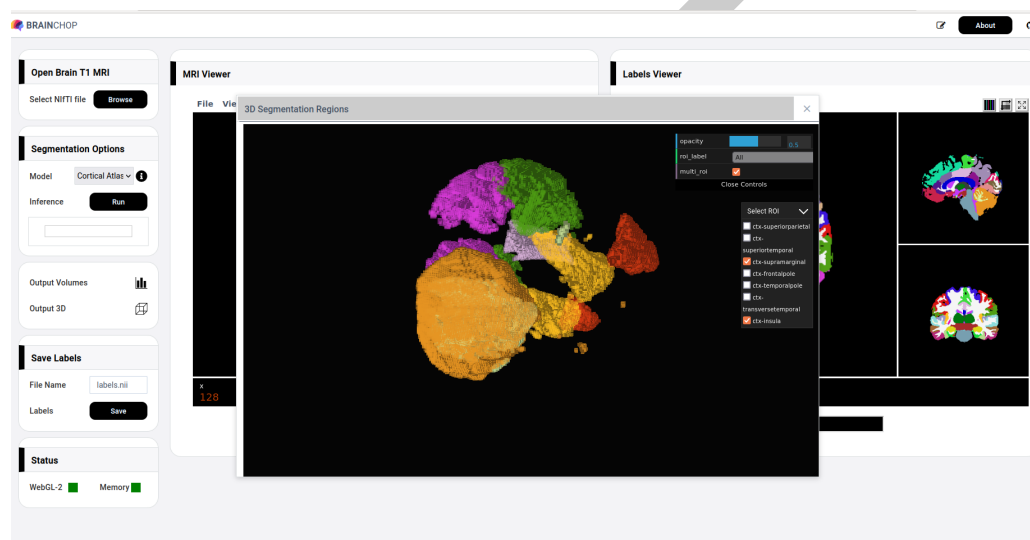 BRAINCHOP
About
Open Brain T1 MRI
Select NIfTI file
Browse
Segmentation Options
Model
Cortical Atlas
Inference
Run
Output Volumes
Output 3D
Save Labels
File Name
labels.nii
Labels
Save
Status
WebGL-2
Memory
MRI Viewer
File Vie
x
128
3D Segmentation Regions
×
opacity
0.5
roi_label
All
multi_roi
Close Controls
Select ROI
ctx-superiorparietal
ctx-
superiortemporal
ctx-supramarginal
ctx-frontalpole
ctx-temporalpole
ctx-
transversetemporal
ctx-insula
Labels Viewer